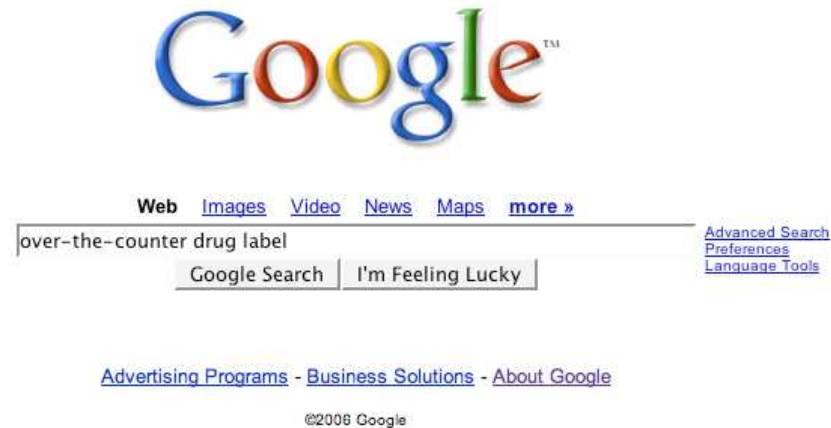 Google™
Web Images Video News Maps more »
over-the-counter drug label
Advanced Search
Preferences
Language Tools
Google Search I'm Feeling Lucky
Advertising Programs - Business Solutions - About Google
©2006 Google